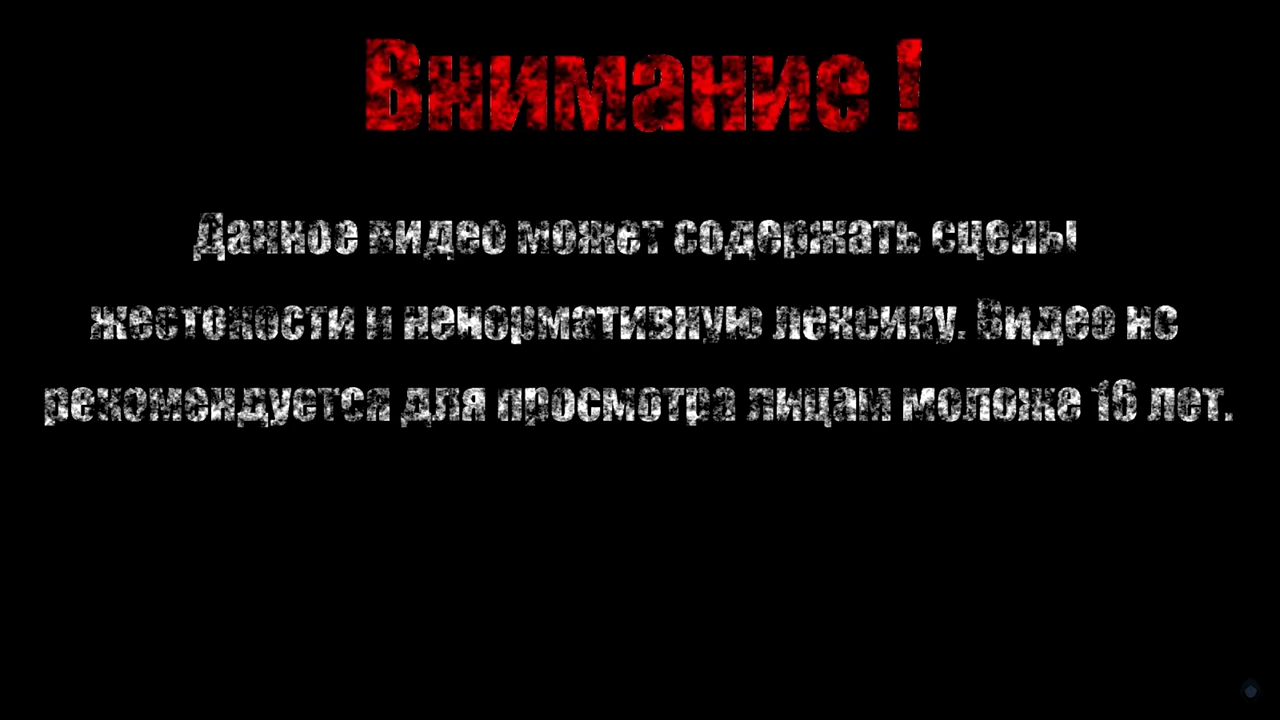 Внимание !
Данное видео может содержать сцены
жестокости и ненормативную лексику. Видео не
рекомендуется для просмотра лицам моложе 16 лет.